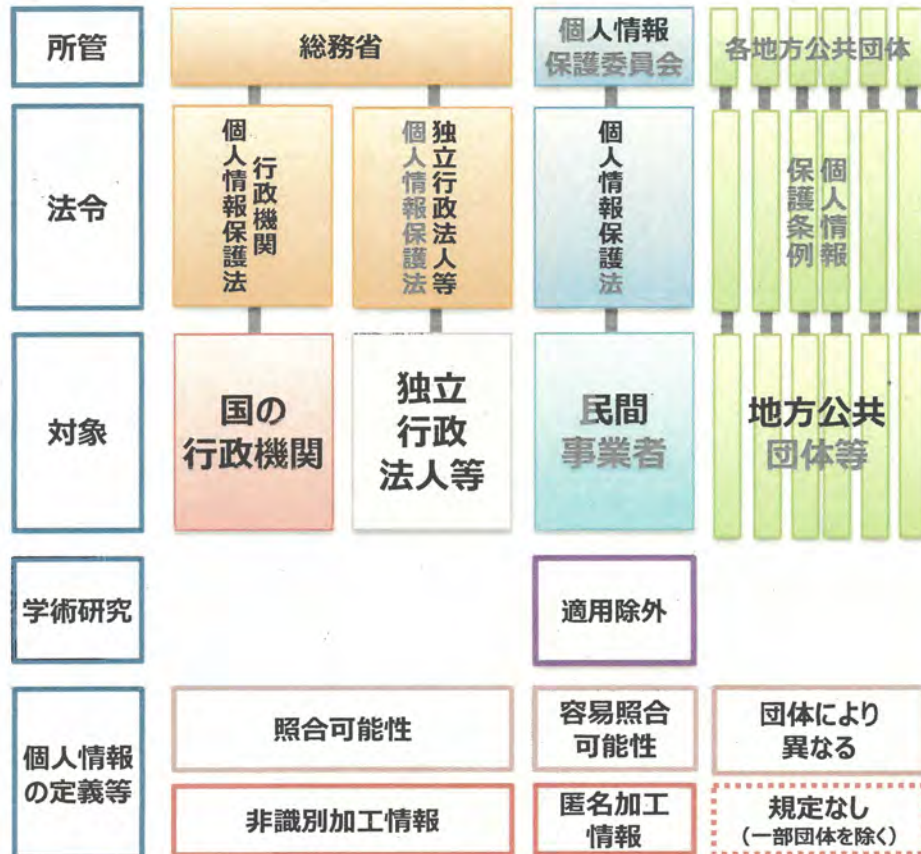 所管
総務省
個人情報
保護委員会
各地方公共団体
法令
行政機関
個人情報保護法
独立行政法人等
個人情報保護法
個人情報保護法
個人情報
保護条例
対象
国の
行政機関
独立
行政
法人等
民間
事業者
地方公共
団体等
学術研究
適用除外
個人情報
の定義等
照合可能性
容易照合
可能性
団体により
異なる
非識別加工情報
匿名加工
情報
規定なし
(一部団体を除く)